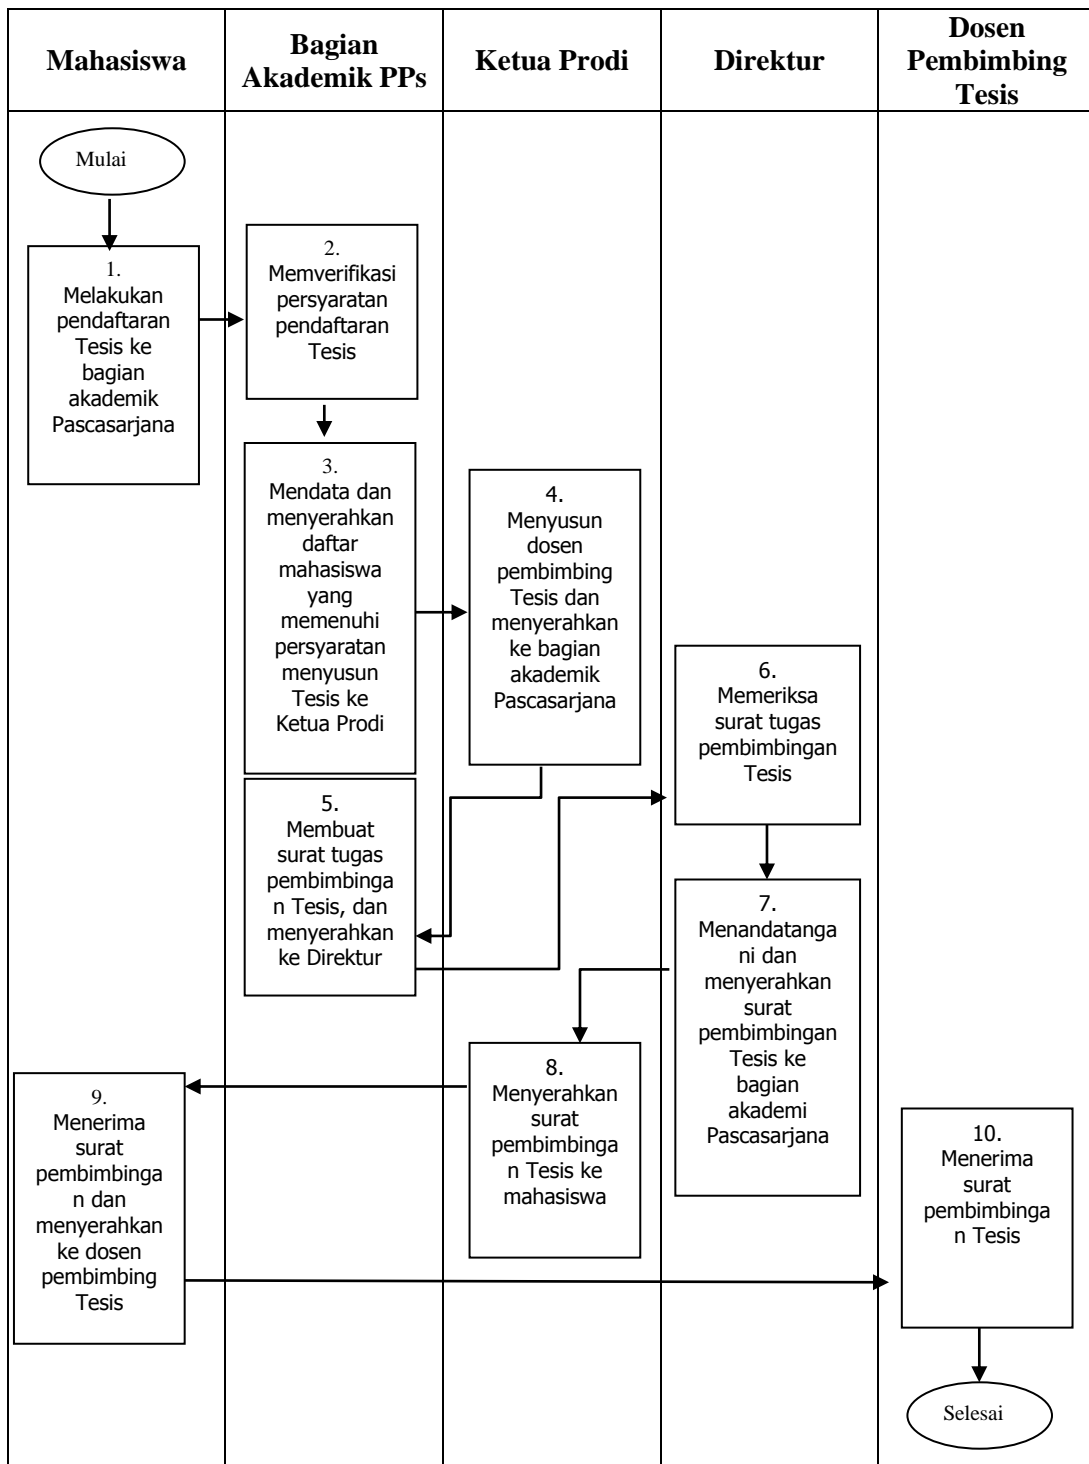 Mahasiswa
Bagian
Akademik PPs
Ketua Prodi
Direktur
Dosen
Pembimbing
Tesis
Mulai
1.
Melakukan
pendaftaran
Tesis ke
bagian
akademik
Pascasarjana
2.
Memverifikasi
persyaratan
pendaftaran
Tesis
3.
Mendata dan
menyerahkan
daftar
mahasiswa
yang
memenuhi
persyaratan
menyusun
Tesis ke
Ketua Prodi
4.
Menyusun
dosen
pembimbing
Tesis dan
menyerahkan
ke bagian
akademik
Pascasarjana
5.
Membuat
surat tugas
pembimbinga
n Tesis, dan
menyerahkan
ke Direktur
6.
Memeriksa
surat tugas
pembimbingan
Tesis
7.
Menandatanga
ni dan
menyerahkan
surat
pembimbingan
Tesis ke
bagian
akademi
Pascasarjana
8.
Menyerahkan
surat
pembimbinga
n Tesis ke
mahasiswa
9.
Menerima
surat
pembimbinga
n dan
menyerahkan
ke dosen
pembimbing
Tesis
10.
Menerima
surat
pembimbinga
n Tesis
Selesai